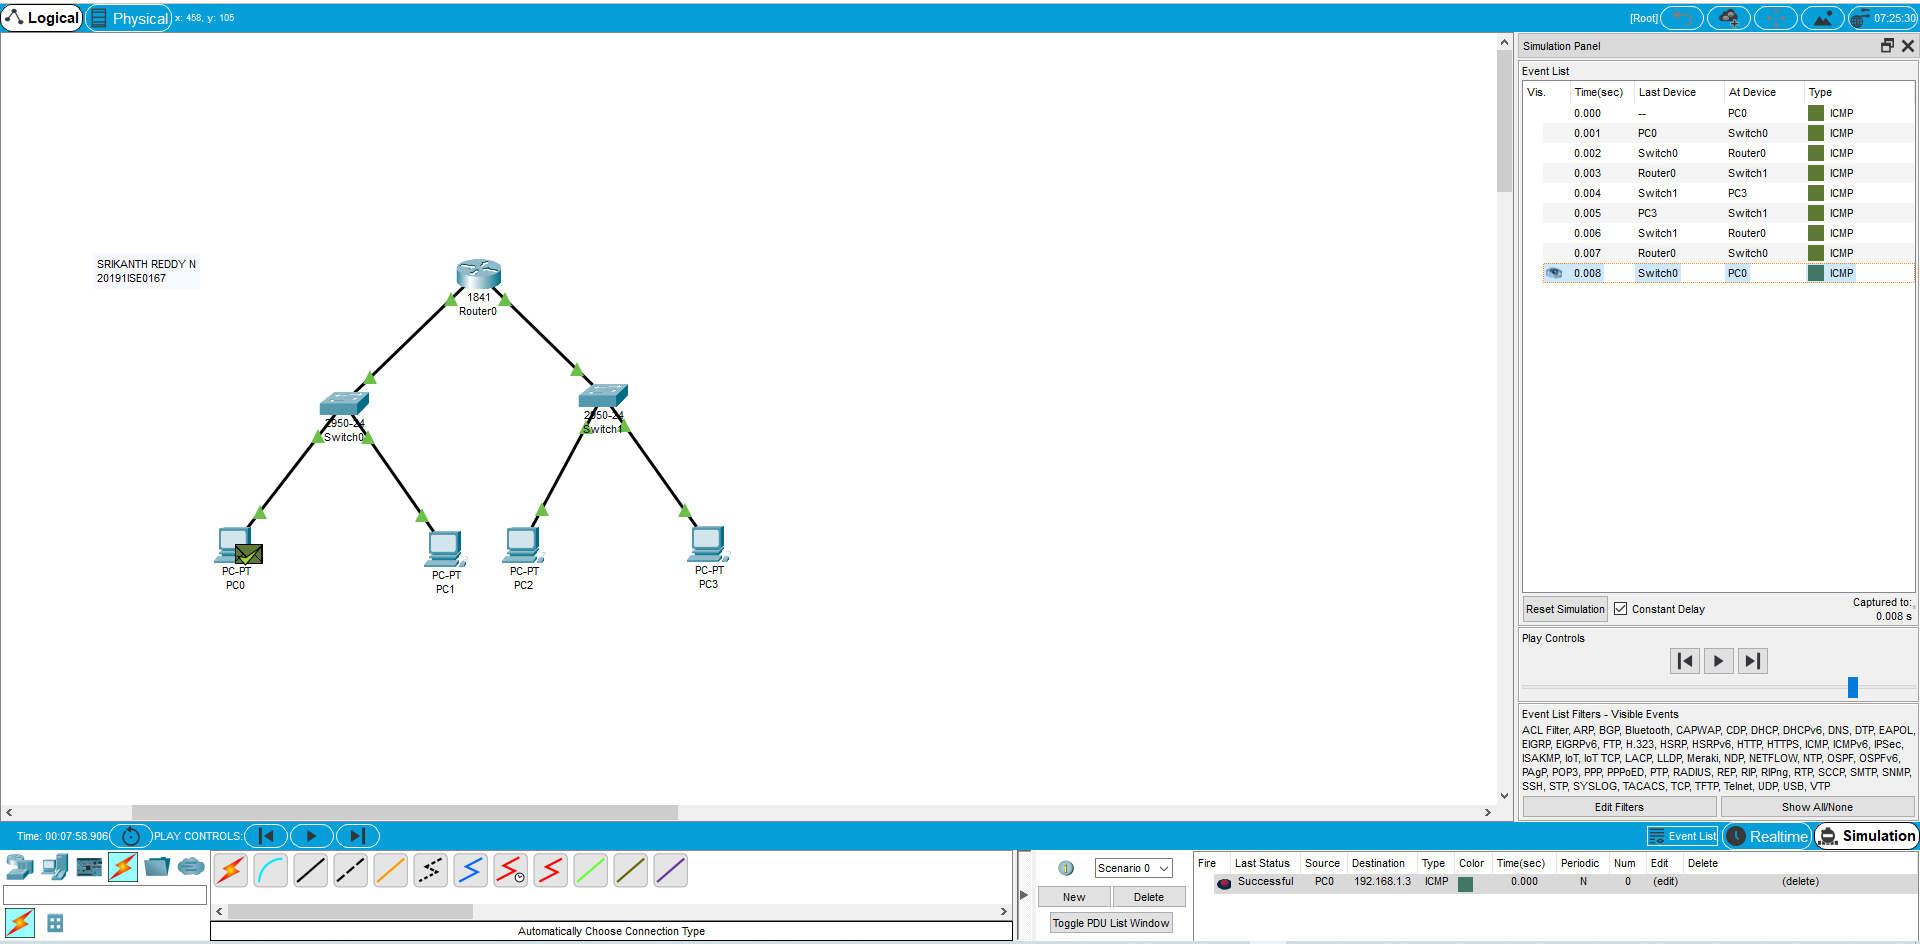 Logical
Physical
x: 458, y: 105
[Root]
07:25:30
SRIKANTH REDDY N
20191ISE0167
1841
Router0
2950-24
Switch0
2950-24
Switch1
PC-PT
PC0
PC-PT
PC1
PC-PT
PC2
PC-PT
PC3
Simulation Panel
Event List
Vis. Time(sec) Last Device At Device Type
0.000 -- PC0 ICMP
0.001 PC0 Switch0 ICMP
0.002 Switch0 Router0 ICMP
0.003 Router0 Switch1 ICMP
0.004 Switch1 PC3 ICMP
0.005 PC3 Switch1 ICMP
0.006 Switch1 Router0 ICMP
0.007 Router0 Switch0 ICMP
0.008 Switch0 PC0 ICMP
Reset Simulation
Constant Delay
Captured to:
0.008 s
Play Controls
Event List Filters - Visible Events
ACL Filter, ARP, BGP, Bluetooth, CAPWAP, CDP, DHCP, DHCPv6, DNS, DTP, EAPOL,
EIGRP, EIGRPv6, FTP, H.323, HSRP, HSRPv6, HTTP, HTTPS, ICMP, ICMPv6, IPSec,
ISAKMP, IoT, IoT TCP, LACP, LLDP, Meraki, NDP, NETFLOW, NTP, OSPF, OSPFv6,
PAgP, POP3, PPP, PPPoED, PTP, RADIUS, REP, RIP, RIPng, RTP, SCCP, SMTP, SNMP,
SSH, STP, SYSLOG, TACACS, TCP, TFTP, Telnet, UDP, USB, VTP
Edit Filters
Show All/None
Time: 00:07:58.906
PLAY CONTROLS:
Event List
Realtime
Simulation
Automatically Choose Connection Type
Scenario 0
New
Delete
Toggle PDU List Window
Fire Last Status Source Destination Type Color Time(sec) Periodic Num Edit Delete
Successful PC0 192.168.1.3 ICMP 0.000 N 0 (edit) (delete)